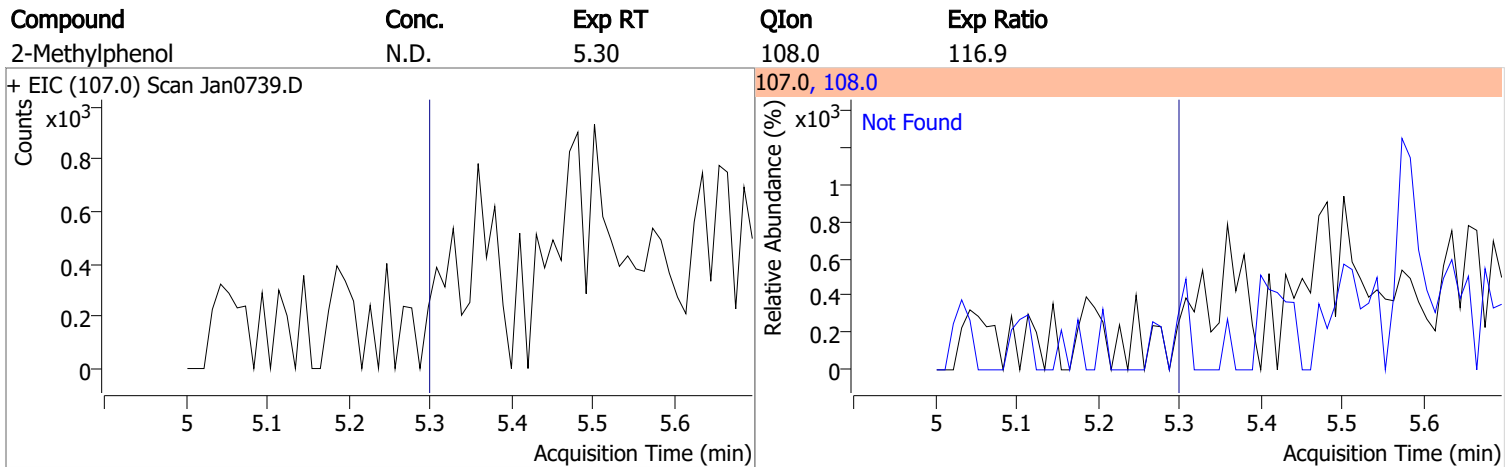 Compound Conc. Exp RT QIon Exp Ratio
2-Methylphenol N.D. 5.30 108.0 116.9
+ EIC (107.0) Scan Jan0739.D
Counts
x10³
0.8
0.6
0.4
0.2
0
5 5.1 5.2 5.3 5.4 5.5 5.6
Acquisition Time (min)
107.0, 108.0
Relative Abundance (%)
x10³
Not Found
1
0.8
0.6
0.4
0.2
0
5 5.1 5.2 5.3 5.4 5.5 5.6
Acquisition Time (min)